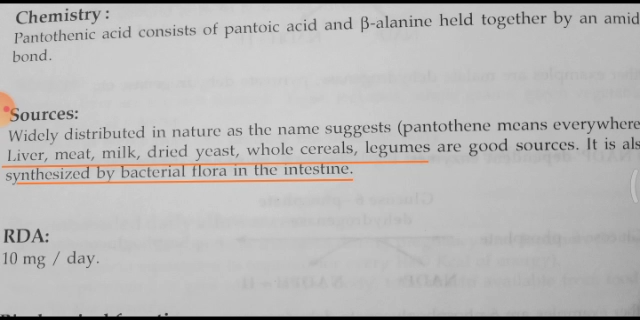 Chemistry :
Pantothenic acid consists of pantoic acid and β-alanine held together by an amid
bond.
Sources:
Widely distributed in nature as the name suggests (pantothene means everywhere
Liver, meat, milk, dried yeast, whole cereals, legumes are good sources. It is als
synthesized by bacterial flora in the intestine.
RDA:
10 mg / day.